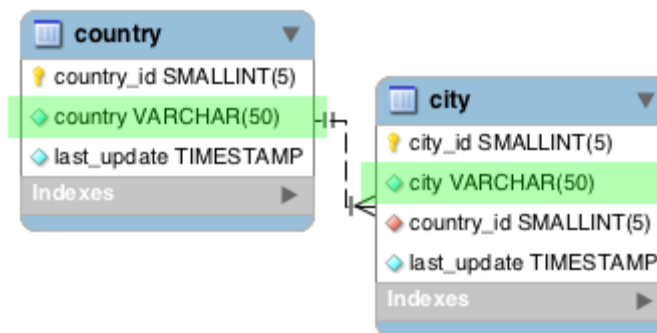 country
country_id SMALLINT(5)
country VARCHAR(50)
last_update TIMESTAMP
Indexes
city
city_id SMALLINT(5)
city VARCHAR(50)
country_id SMALLINT(5)
last_update TIMESTAMP
Indexes